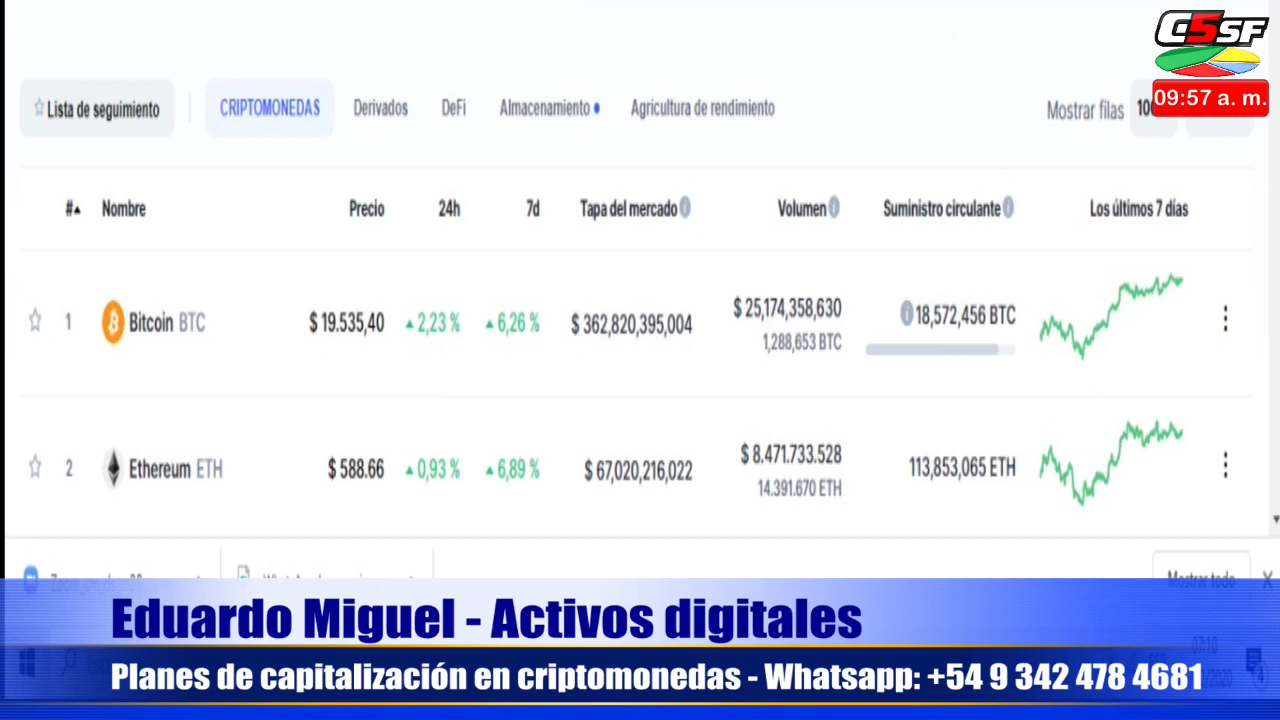 C5SF
09:57 a. m.
Lista de seguimiento
CRIPTOMONEDAS
Derivados
DeFi
Almacenamiento
Agricultura de rendimiento
Mostrar filas
# Nombre Precio 24h 7d Tapa del mercado Volumen Suministro circulante Los últimos 7 días
1 Bitcoin BTC $ 19.535,40 2,23 % 6,26 % $ 362,820,395,004 $ 25,174,358,630 18,572,456 BTC
1,288,653 BTC
2 Ethereum ETH $ 588.66 0,93 % 6,89 % $ 67,020,216,022 $ 8.471.733.528 113,853,065 ETH
14.391.670 ETH
Mostrar todo
Eduardo Miguel - Activos digitales
07:10
Planes de capitalización en criptomonedas - Whatsapp: +54 9 342 478 4681